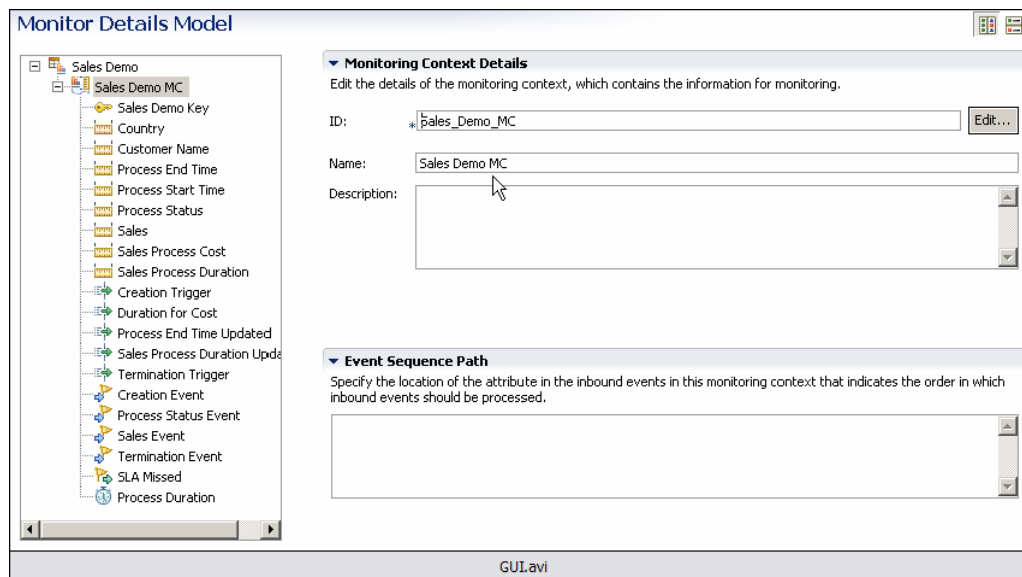 Monitor Details Model
Sales Demo
Sales Demo MC
Sales Demo Key
Country
Customer Name
Process End Time
Process Start Time
Process Status
Sales
Sales Process Cost
Sales Process Duration
Creation Trigger
Duration for Cost
Process End Time Updated
Sales Process Duration Upda
Termination Trigger
Creation Event
Process Status Event
Sales Event
Termination Event
SLA Missed
Process Duration
Monitoring Context Details
Edit the details of the monitoring context, which contains the information for monitoring.
ID: * Sales_Demo_MC Edit...
Name: Sales Demo MC
Description:
Event Sequence Path
Specify the location of the attribute in the inbound events in this monitoring context that indicates the order in which
inbound events should be processed.
GUI.avi